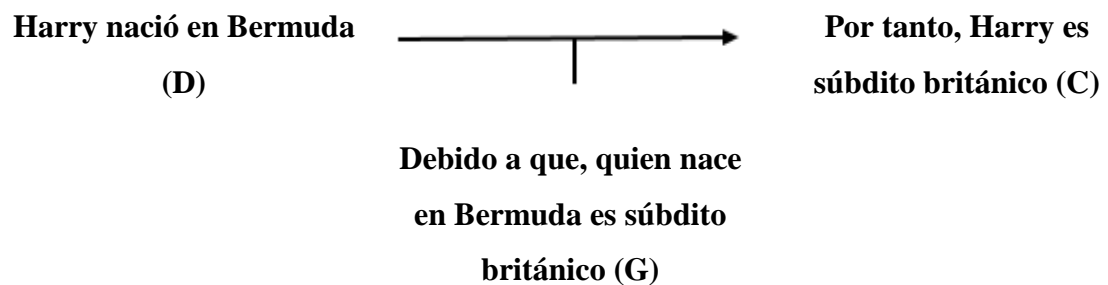 Harry nació en Bermuda
(D)
Por tanto, Harry es
súbdito británico (C)
Debido a que, quien nace
en Bermuda es súbdito
británico (G)